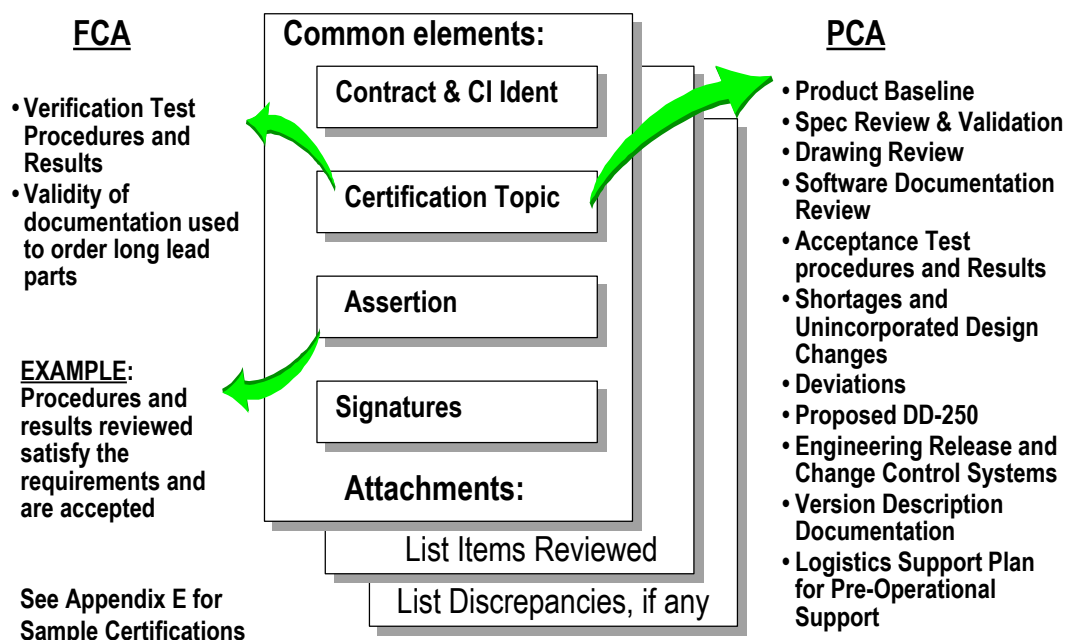 FCA
• Verification Test
Procedures and
Results
• Validity of
documentation used
to order long lead
parts
EXAMPLE:
Procedures and
results reviewed
satisfy the
requirements and
are accepted
See Appendix E for
Sample Certifications
Common elements:
Contract & CI Ident
Certification Topic
Assertion
Signatures
Attachments:
List Items Reviewed
List Discrepancies, if any
PCA
• Product Baseline
• Spec Review & Validation
• Drawing Review
• Software Documentation
Review
• Acceptance Test
procedures and Results
• Shortages and
Unincorporated Design
Changes
• Deviations
• Proposed DD-250
• Engineering Release and
Change Control Systems
• Version Description
Documentation
• Logistics Support Plan
for Pre-Operational
Support